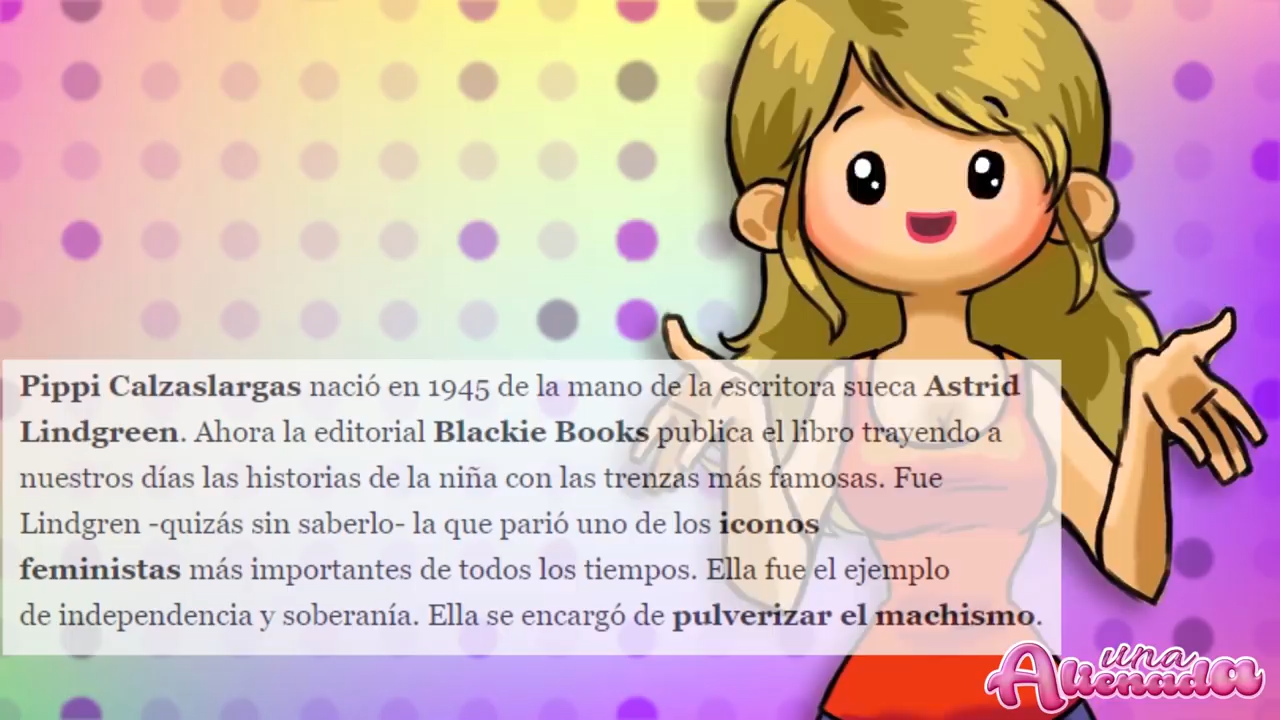 Pippi Calzaslargas nació en 1945 de la mano de la escritora sueca Astrid
Lindgreen. Ahora la editorial Blackie Books publica el libro trayendo a
nuestros días las historias de la niña con las trenzas más famosas. Fue
Lindgren -quizás sin saberlo- la que parió uno de los iconos
feministas más importantes de todos los tiempos. Ella fue el ejemplo
de independencia y soberanía. Ella se encargó de pulverizar el machismo.
una
Alienada